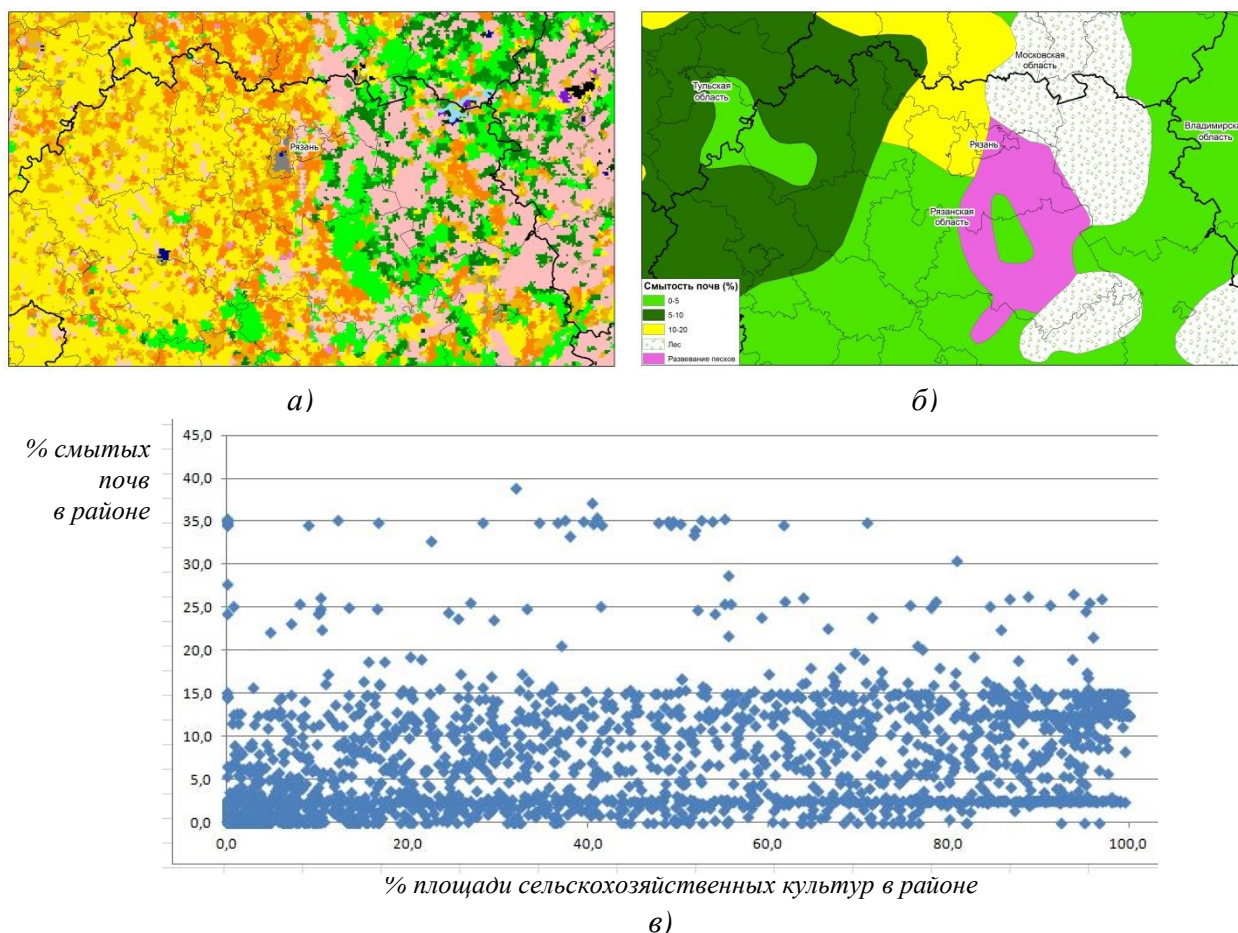 Рязань
Московская
область
Тульская
область
Владимирска
область
Рязань
Рязанская
область
Смытость почв (%)
0-5
5-10
10-20
Лес
Развевание песков
а)
б)
% смытых
почв
в районе
45,0
40,0
35,0
30,0
25,0
20,0
15,0
10,0
5,0
0,0
0,0 20,0 40,0 60,0 80,0 100,0
% площади сельскохозяйственных культур в районе
в)